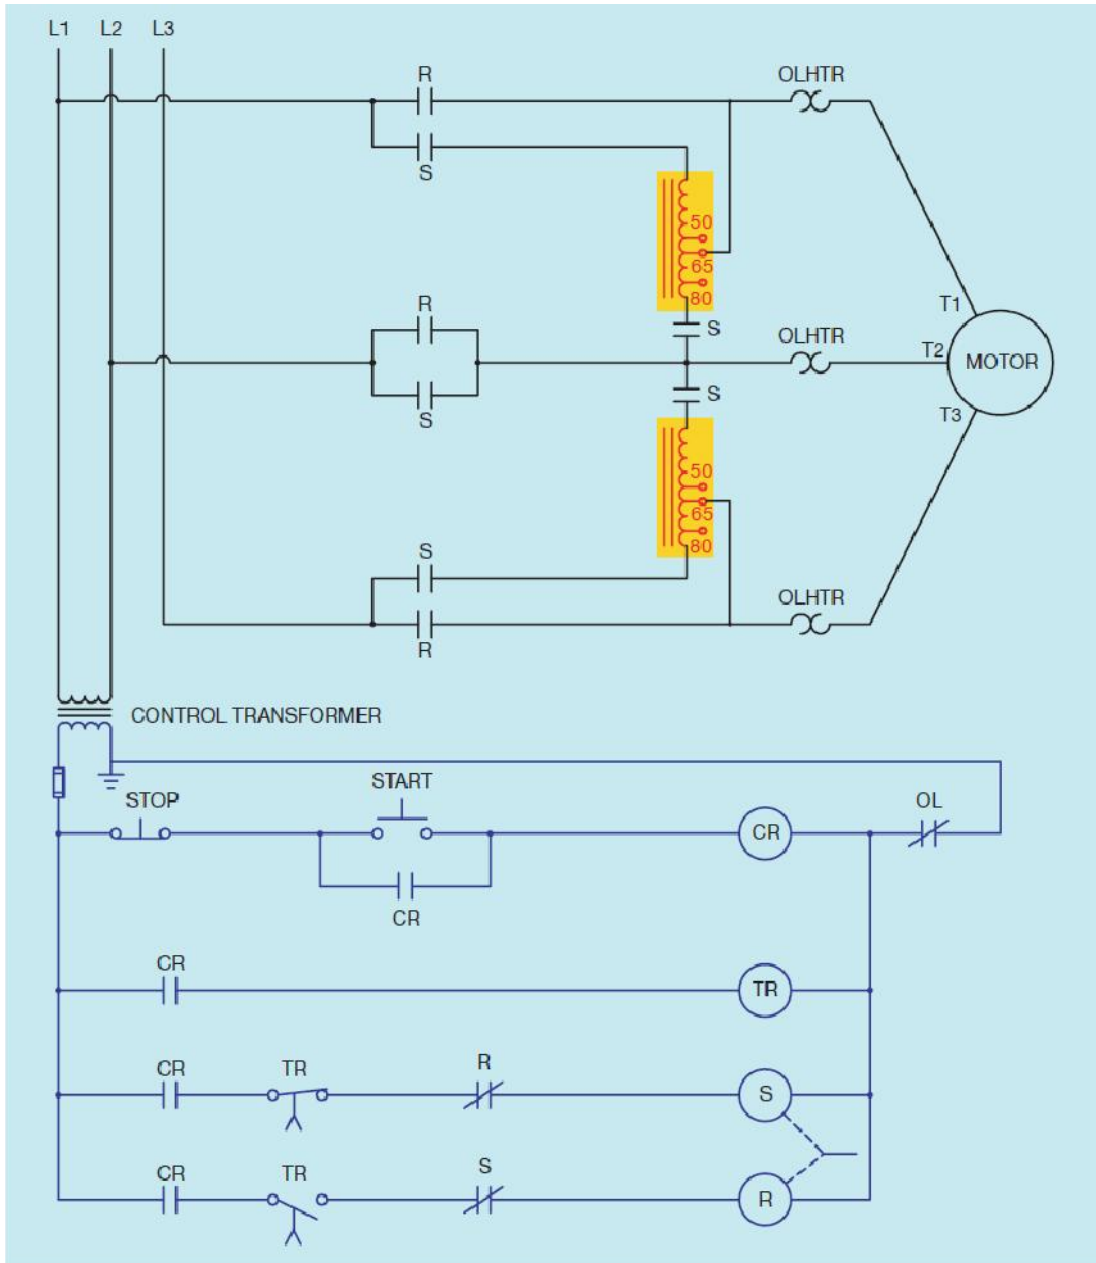 L1 L2 L3
R
OLHTR
S
50
65
80
T1
R
S
OLHTR
T2
MOTOR
S
S
T3
50
65
80
S
OLHTR
R
CONTROL TRANSFORMER
STOP
START
CR
OL
CR
CR
TR
CR
TR
R
S
CR
TR
S
R